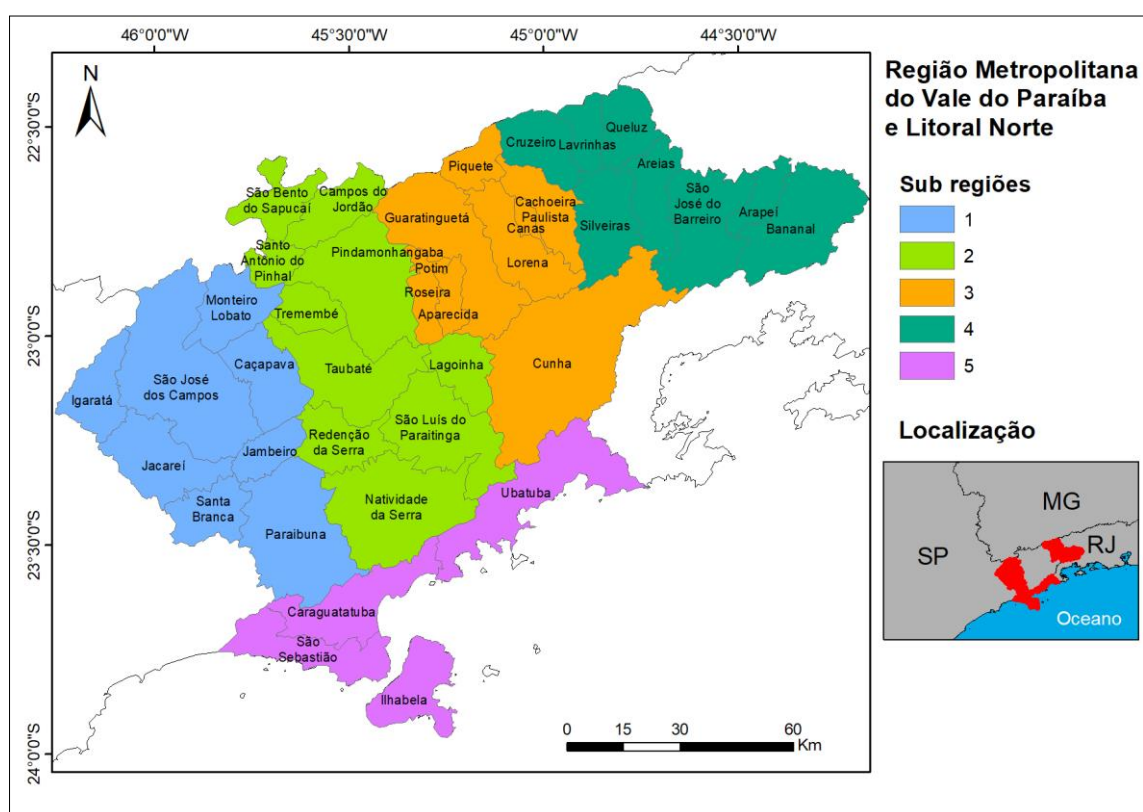 46°0'0"W
45°30'0"W
45°0'0"W
44°30'0"W
N
22°30'0"S
23°0'0"S
23°30'0"S
24°0'0"S
Cruzeiro
Lavrinhas
Queluz
Areias
São José do Barreiro
Arapeí
Bananal
Silveiras
Piquete
Cachoeira Paulista
Canas
Guaratinguetá
Lorena
Potim
Roseira
Aparecida
Cunha
São Bento do Sapucaí
Campos do Jordão
Santo Antônio do Pinhal
Pindamonhangaba
Tremembé
Taubaté
Lagoinha
São Luís do Paraitinga
Redenção da Serra
Natividade da Serra
Monteiro Lobato
Caçapava
São José dos Campos
Igaratá
Jacareí
Jambeiro
Santa Branca
Paraibuna
Ubatuba
Caraguatatuba
São Sebastião
Ilhabela
0 15 30 60
Km
Região Metropolitana
do Vale do Paraíba
e Litoral Norte
Sub regiões
1
2
3
4
5
Localização
MG
SP
RJ
Oceano